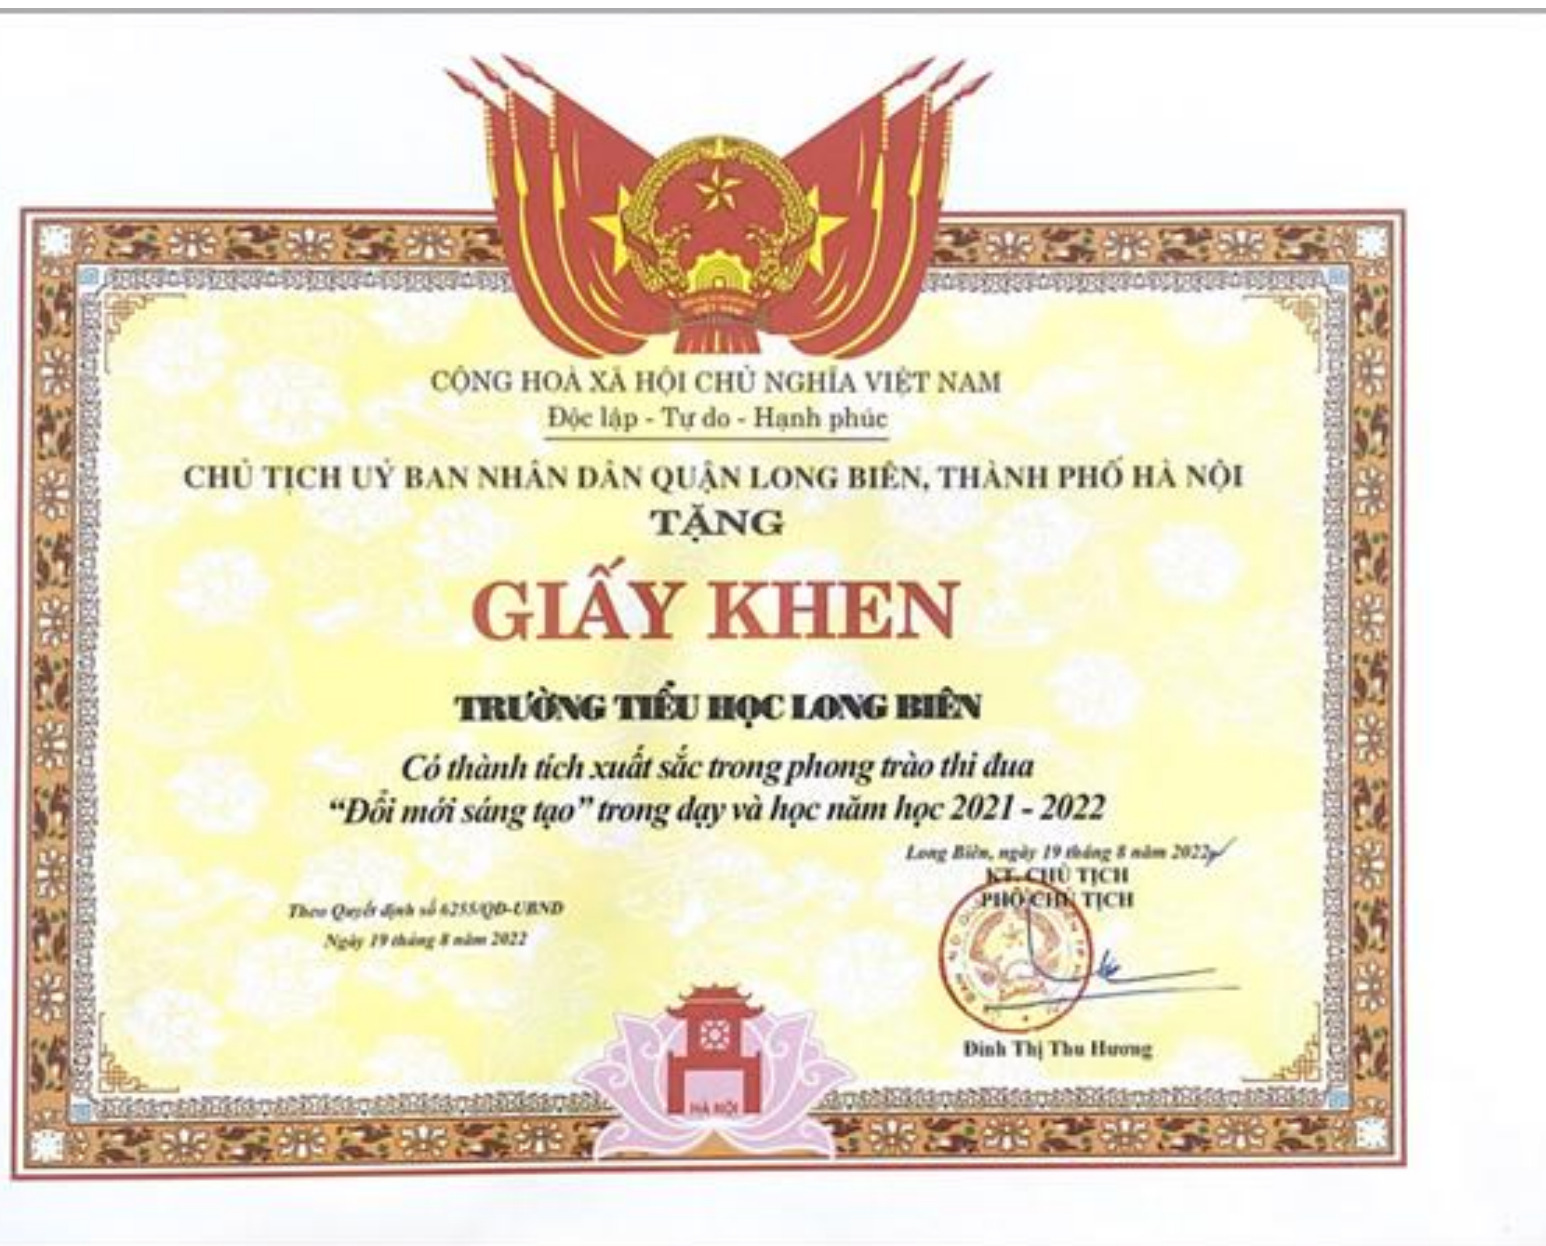 VIỆT NAM
CỘNG HOÀ XÃ HỘI CHỦ NGHĨA VIỆT NAM
Độc lập - Tự do - Hạnh phúc
CHỦ TỊCH UỶ BAN NHÂN DÂN QUẬN LONG BIÊN, THÀNH PHỐ HÀ NỘI
TẶNG
GIẤY KHEN
TRƯỜNG TIỂU HỌC LONG BIÊN
Có thành tích xuất sắc trong phong trào thi đua
“Đổi mới sáng tạo” trong dạy và học năm học 2021 - 2022
Long Biên, ngày 19 tháng 8 năm 2022
KT. CHỦ TỊCH
PHÓ CHỦ TỊCH
Theo Quyết định số 6255/QĐ-UBND
Ngày 19 tháng 8 năm 2022
Đinh Thị Thu Hương
HÀ NỘI